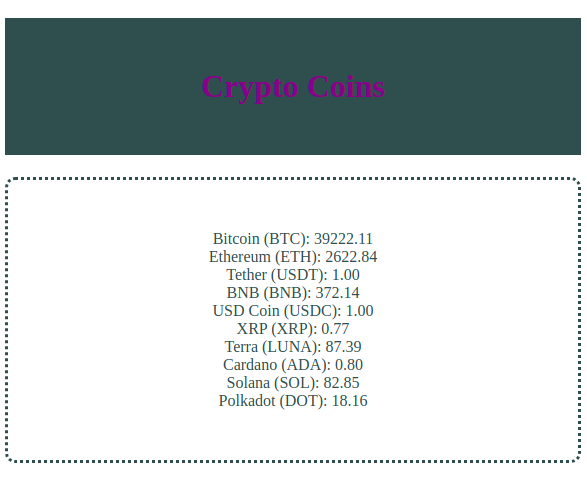 Crypto Coins
Bitcoin (BTC): 39222.11
Ethereum (ETH): 2622.84
Tether (USDT): 1.00
BNB (BNB): 372.14
USD Coin (USDC): 1.00
XRP (XRP): 0.77
Terra (LUNA): 87.39
Cardano (ADA): 0.80
Solana (SOL): 82.85
Polkadot (DOT): 18.16